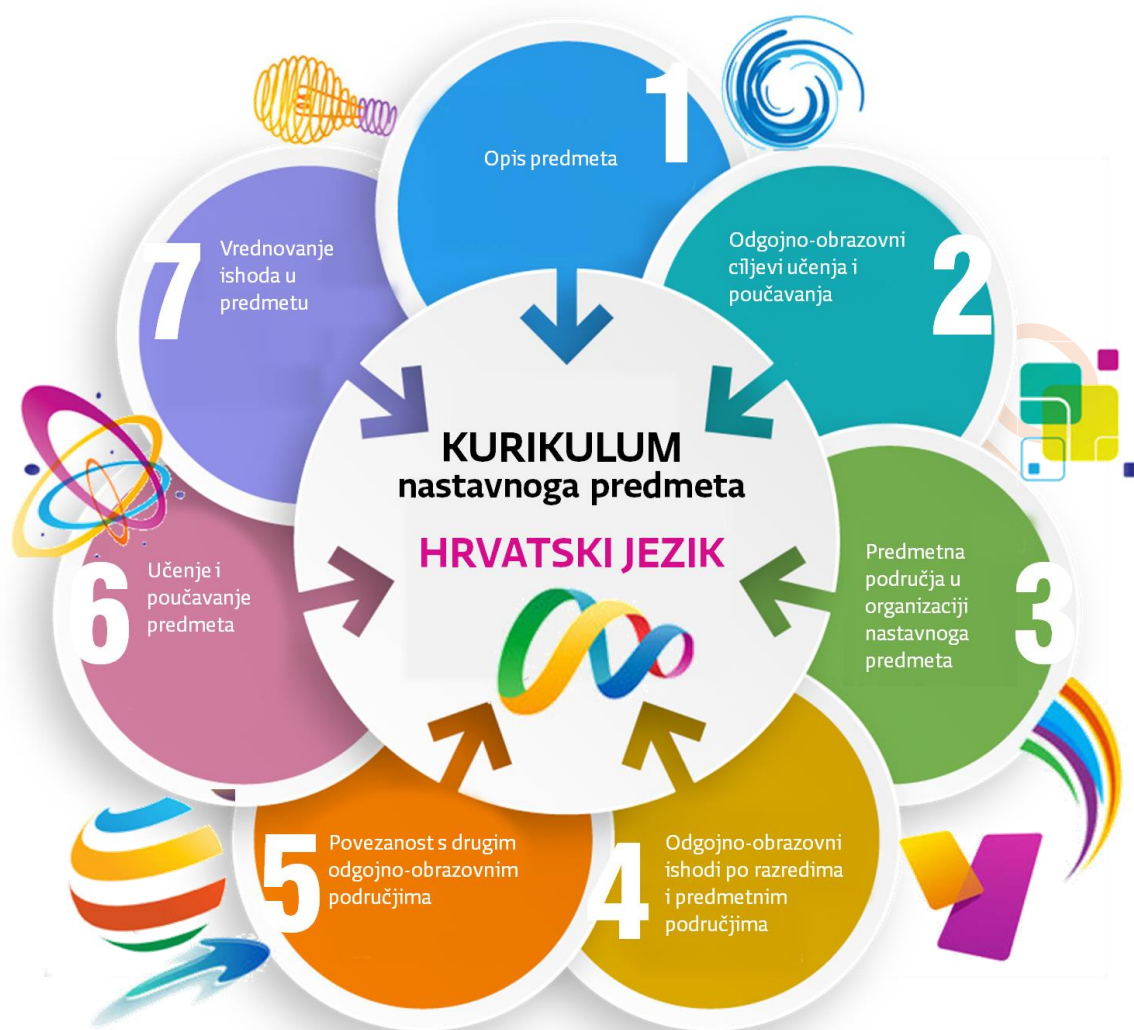 1
Opis predmeta
2
Odgojno-obrazovni
ciljevi učenja i
poučavanja
3
Predmetna
područja u
organizaciji
nastavnoga
predmeta
4
Odgojno-obrazovni
ishodi po razredima
i predmetnim
područjima
5
Povezanost s drugim
odgojno-obrazovnim
područjima
6
Učenje i
poučavanje
predmeta
7
Vrednovanje
ishoda u
predmetu
KURIKULUM
nastavnoga predmeta
HRVATSKI JEZIK